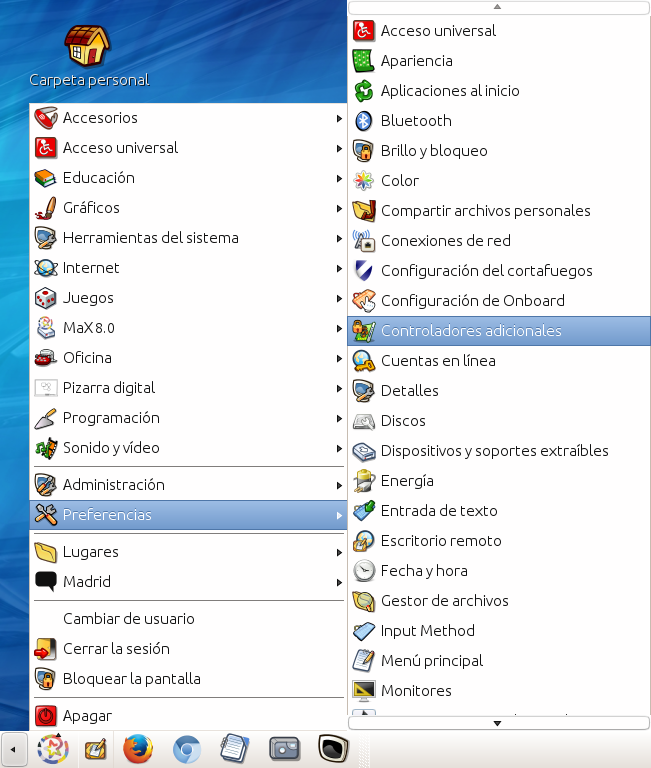 Carpeta personal
Accesorios
Acceso universal
Educación
Gráficos
Herramientas del sistema
Internet
Juegos
MaX 8.0
Oficina
Pizarra digital
Programación
Sonido y vídeo
Administración
Preferencias
Lugares
Madrid
Cambiar de usuario
Cerrar la sesión
Bloquear la pantalla
Apagar
Acceso universal
Apariencia
Aplicaciones al inicio
Bluetooth
Brillo y bloqueo
Color
Compartir archivos personales
Conexiones de red
Configuración del cortafuegos
Configuración de Onboard
Controladores adicionales
Cuentas en línea
Detalles
Discos
Dispositivos y soportes extraíbles
Energía
Entrada de texto
Escritorio remoto
Fecha y hora
Gestor de archivos
Input Method
Menú principal
Monitores